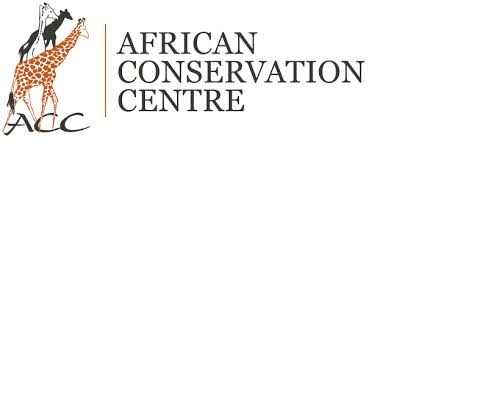 AFRICAN
CONSERVATION
CENTRE
ACC